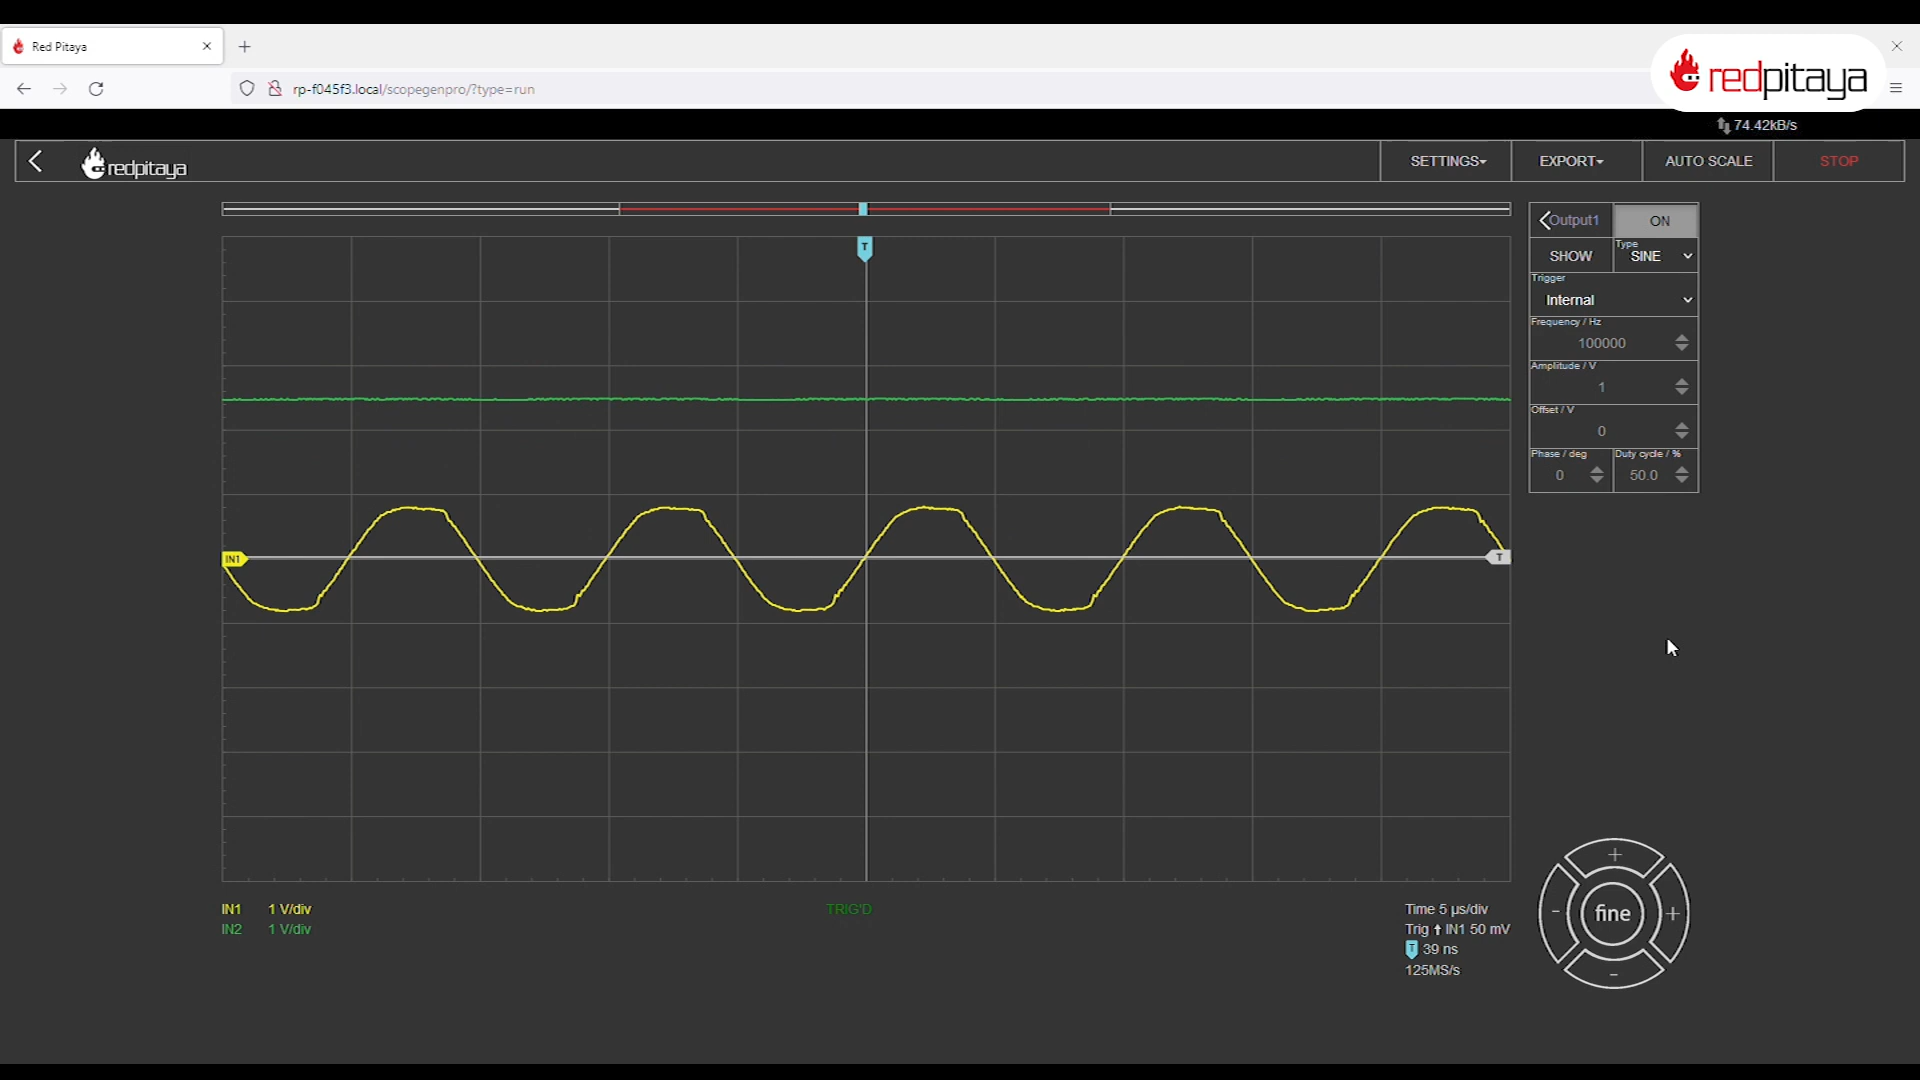 Red Pitaya
redpitaya
rp-f045f3.local/scopegenpro/?type=run
74.42kB/s
redpitaya
SETTINGS
EXPORT
AUTO SCALE
STOP
Output1
ON
SHOW
Type
SINE
Trigger
Internal
Frequency / Hz
100000
Amplitude / V
1
Offset / V
0
Phase / deg
0
Duty cycle / %
50.0
T
IN1
T
IN1 1 V/div
IN2 1 V/div
TRIG'D
Time 5 µs/div
Trig IN1 50 mV
T 39 ns
125MS/s
+
- fine +
-